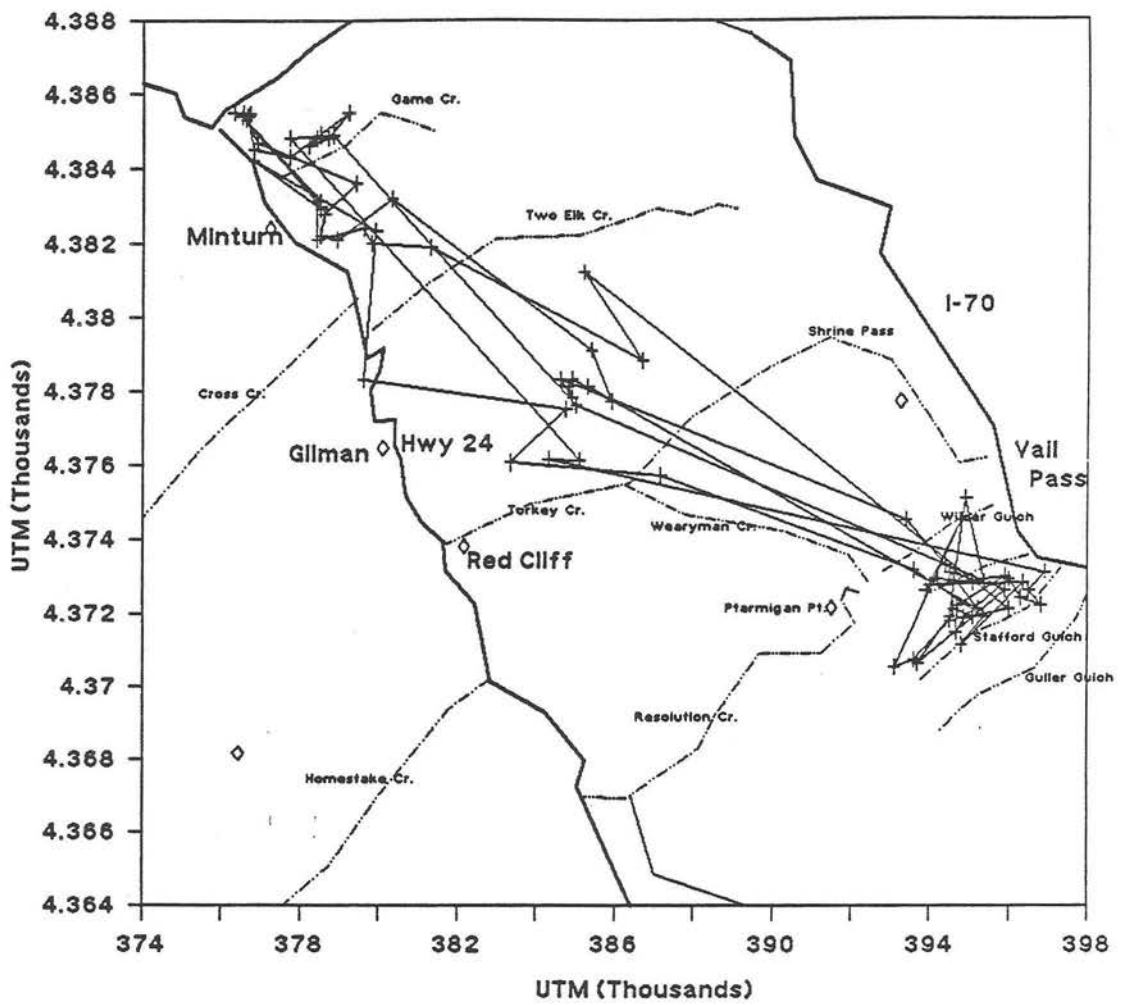 4.388
4.386
4.384
4.382
4.38
4.378
4.376
4.374
4.372
4.37
4.368
4.366
4.364
UTM (Thousands)
Game Cr.
Minturn
Two Elk Cr.
I-70
Shrine Pass
Cross Cr.
Gilman
Hwy 24
Vail
Pass
Turkey Cr.
Wearyman Cr.
Wilder Gulch
Red Cliff
Ptarmigan Pt.
Stafford Gulch
Guller Gulch
Resolution Cr.
Homestake Cr.
374
378
382
386
390
394
398
UTM (Thousands)